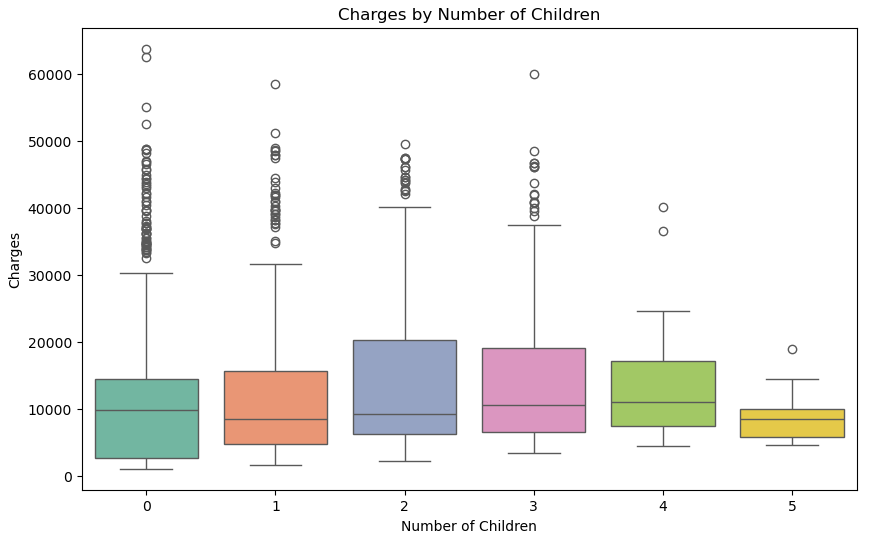 Charges by Number of Children
Charges
60000
50000
40000
30000
20000
10000
0
0 1 2 3 4 5
Number of Children